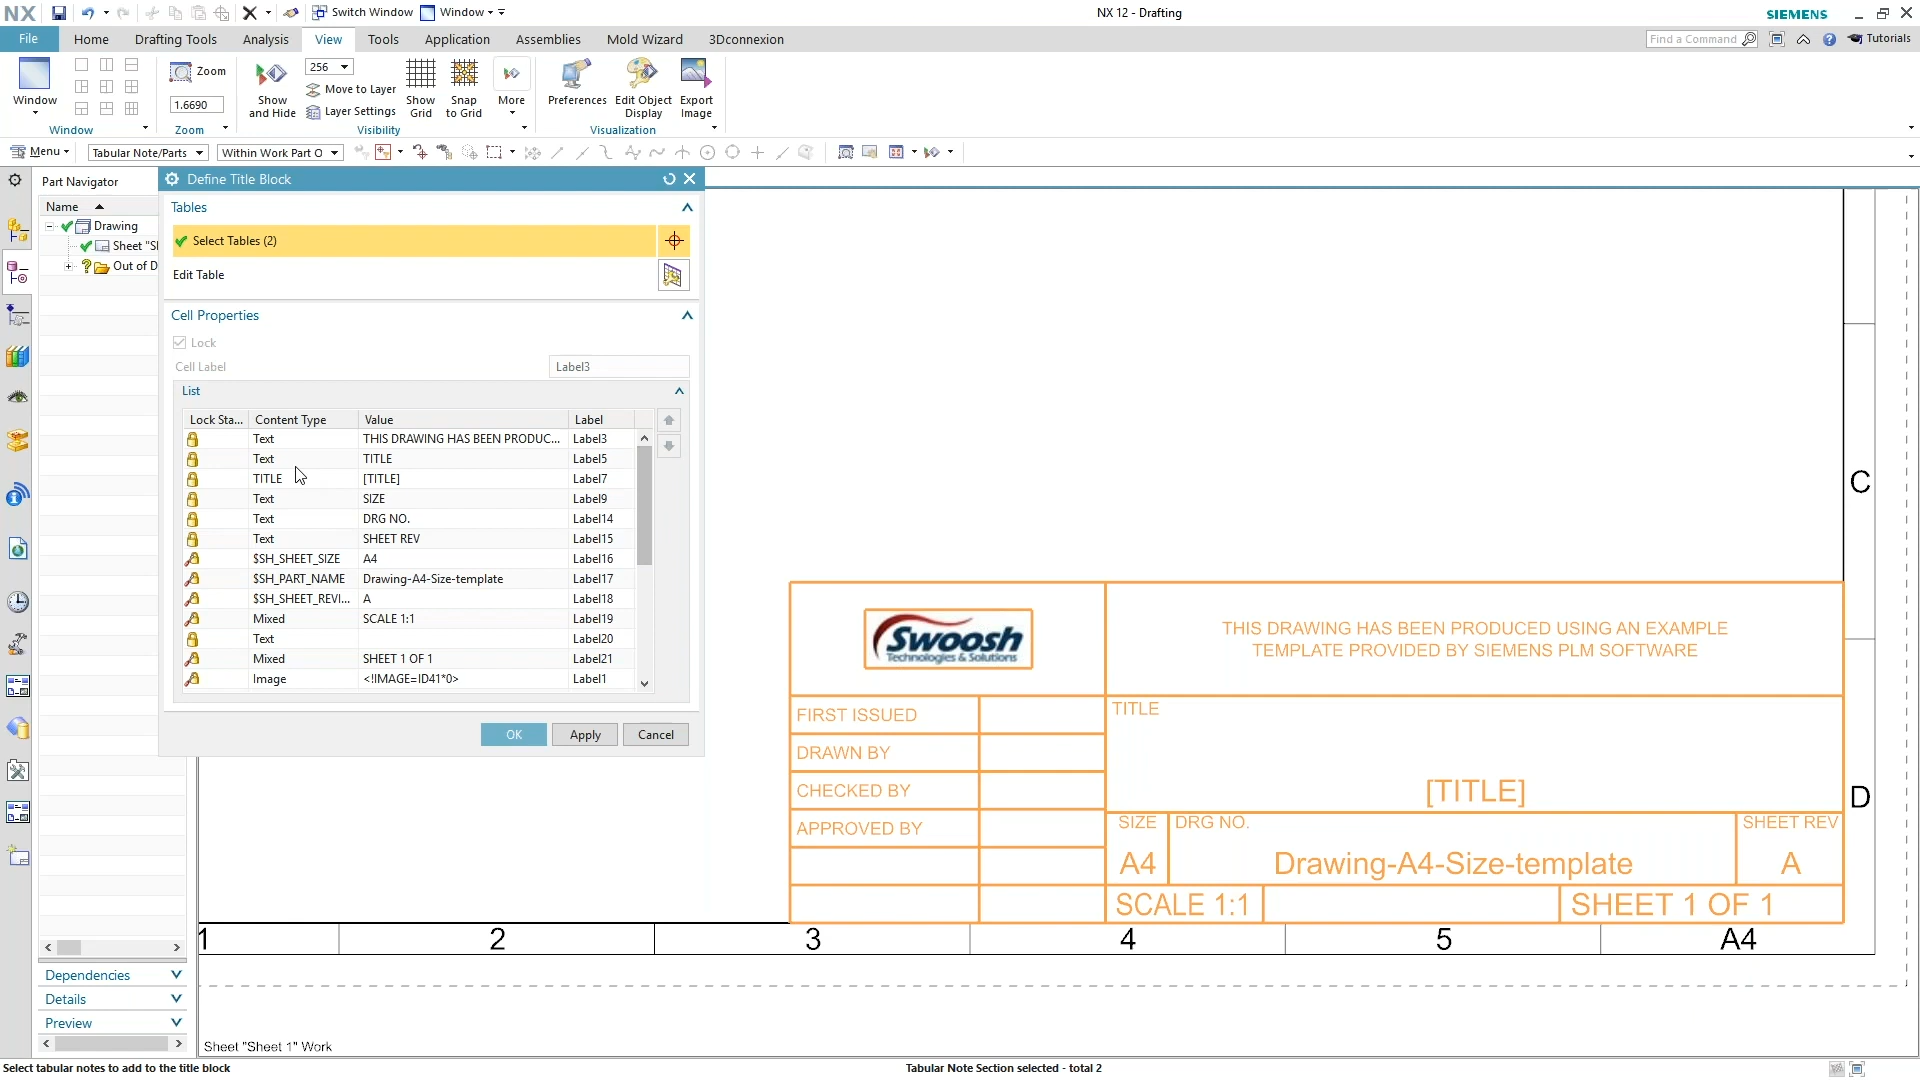 NX
Switch Window
Window
NX 12 - Drafting
SIEMENS
File
Home
Drafting Tools
Analysis
View
Tools
Application
Assemblies
Mold Wizard
3Dconnexion
Find a Command
Tutorials
Window
Zoom
1.6690
Show and Hide
256
Move to Layer
Layer Settings
Show Grid
Snap to Grid
More
Preferences
Edit Object Display
Export Image
Window
Zoom
Visibility
Visualization
Menu
Tabular Note/Parts
Within Work Part O
Part Navigator
Name
Drawing
Sheet "Sl
Out of D
Define Title Block
Tables
Select Tables (2)
Edit Table
Cell Properties
Lock
Cell Label
Label3
List
Lock Sta... Content Type Value Label
Text THIS DRAWING HAS BEEN PRODUC... Label3
Text TITLE Label5
TITLE [TITLE] Label7
Text SIZE Label9
Text DRG NO. Label14
Text SHEET REV Label15
$SH_SHEET_SIZE A4 Label16
$SH_PART_NAME Drawing-A4-Size-template Label17
$SH_SHEET_REVI... A Label18
Mixed SCALE 1:1 Label19
Text Label20
Mixed SHEET 1 OF 1 Label21
Image <!IMAGE=ID41*0> Label1
OK
Apply
Cancel
Swoosh
Technologies & Solutions
THIS DRAWING HAS BEEN PRODUCED USING AN EXAMPLE
TEMPLATE PROVIDED BY SIEMENS PLM SOFTWARE
FIRST ISSUED
DRAWN BY
CHECKED BY
APPROVED BY
TITLE
[TITLE]
SIZE
A4
DRG NO.
Drawing-A4-Size-template
SHEET REV
A
SCALE 1:1
SHEET 1 OF 1
C
D
1 2 3 4 5 A4
Dependencies
Details
Preview
Sheet "Sheet 1" Work
Select tabular notes to add to the title block
Tabular Note Section selected - total 2